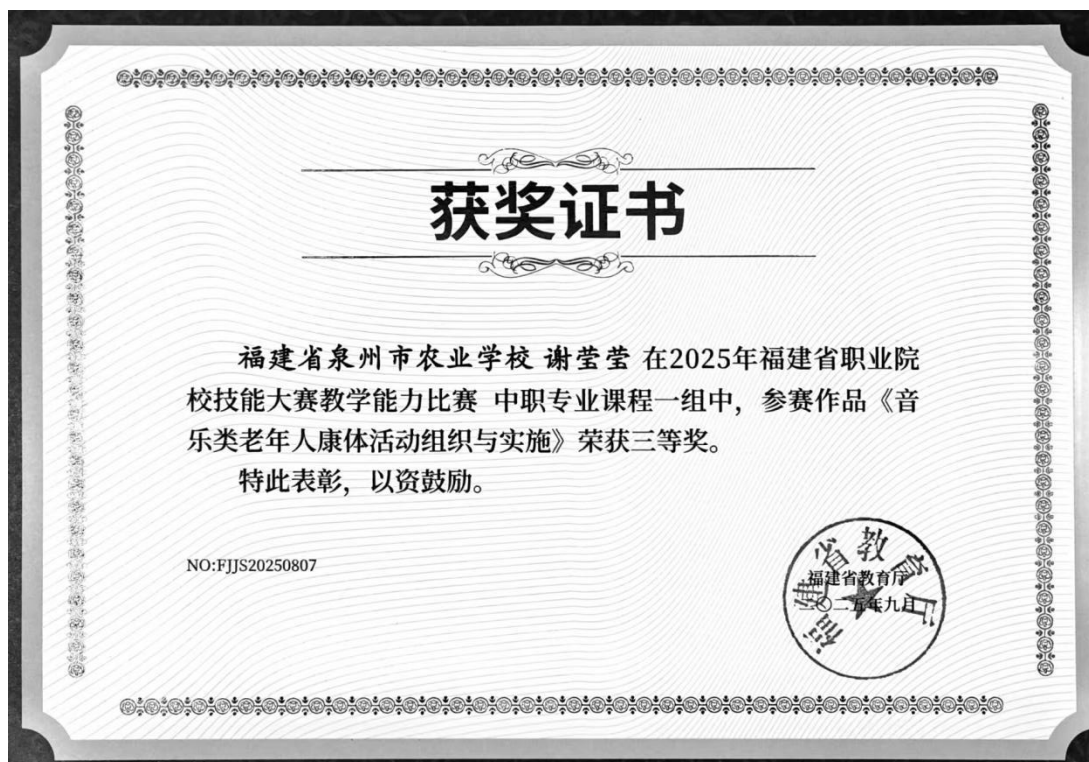 获奖证书
福建省泉州市农业学校 谢莹莹 在2025年福建省职业院
校技能大赛教学能力比赛 中职专业课程一组中，参赛作品《音
乐类老年人康体活动组织与实施》荣获三等奖。
特此表彰，以资鼓励。
NO:FJJS20250807
福建省教育厅
福建省教育厅
二〇二五年九月